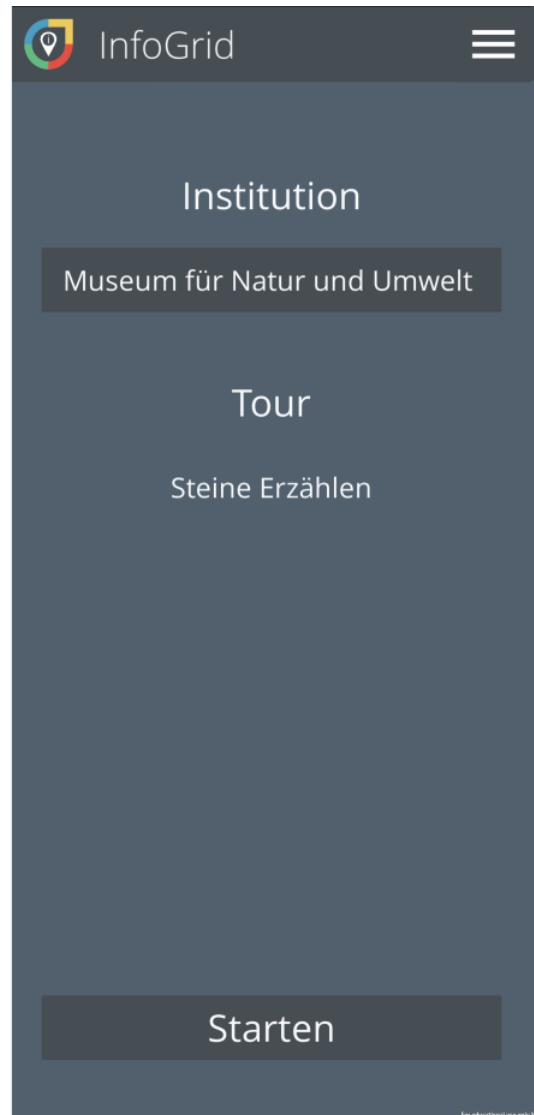 InfoGrid
Institution
Museum für Natur und Umwelt
Tour
Steine Erzählen
Starten